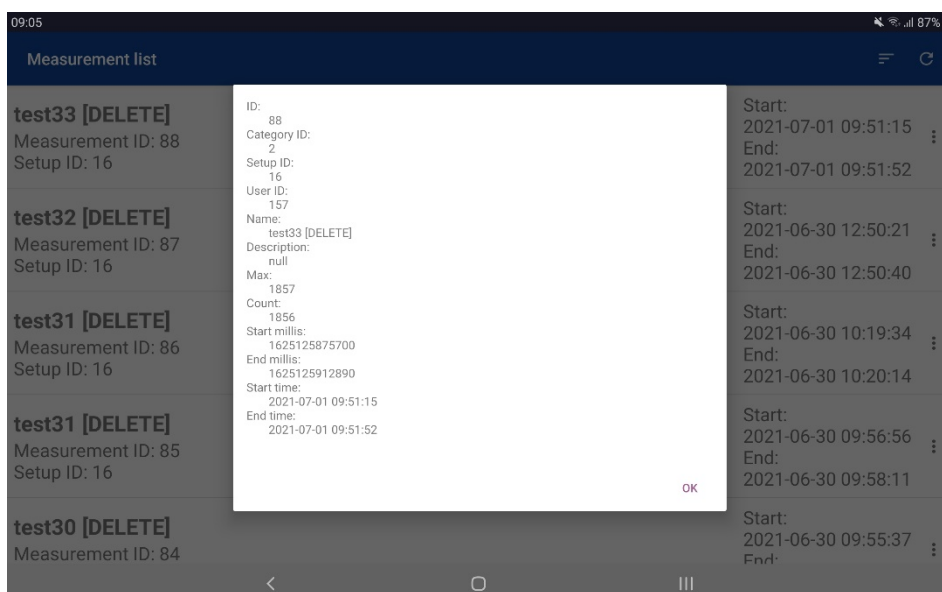 09:05
87%
Measurement list
test33 [DELETE]
Measurement ID: 88
Setup ID: 16
Start:
2021-07-01 09:51:15
End:
2021-07-01 09:51:52
test32 [DELETE]
Measurement ID: 87
Setup ID: 16
Start:
2021-06-30 12:50:21
End:
2021-06-30 12:50:40
test31 [DELETE]
Measurement ID: 86
Setup ID: 16
Start:
2021-06-30 10:19:34
End:
2021-06-30 10:20:14
test31 [DELETE]
Measurement ID: 85
Setup ID: 16
Start:
2021-06-30 09:56:56
End:
2021-06-30 09:58:11
test30 [DELETE]
Measurement ID: 84
Start:
2021-06-30 09:55:37
End:
ID:
88
Category ID:
2
Setup ID:
16
User ID:
157
Name:
test33 [DELETE]
Description:
null
Max:
1857
Count:
1856
Start millis:
1625125875700
End millis:
1625125912890
Start time:
2021-07-01 09:51:15
End time:
2021-07-01 09:51:52
OK